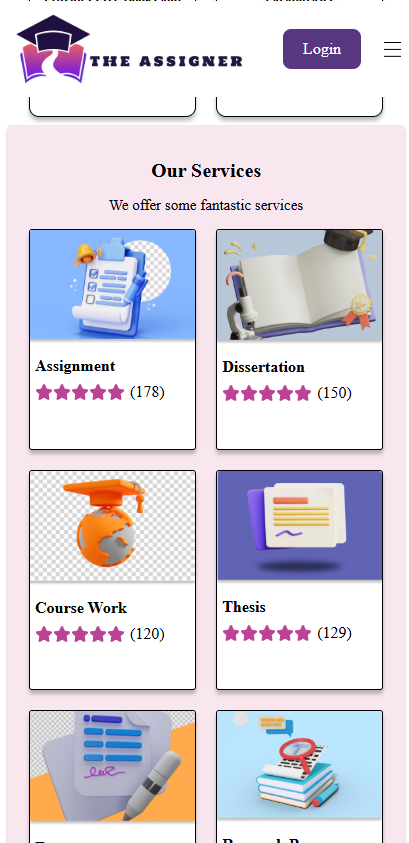 THE ASSIGNER
Login
Our Services
We offer some fantastic services
Assignment
(178)
Dissertation
(150)
Course Work
(120)
Thesis
(129)